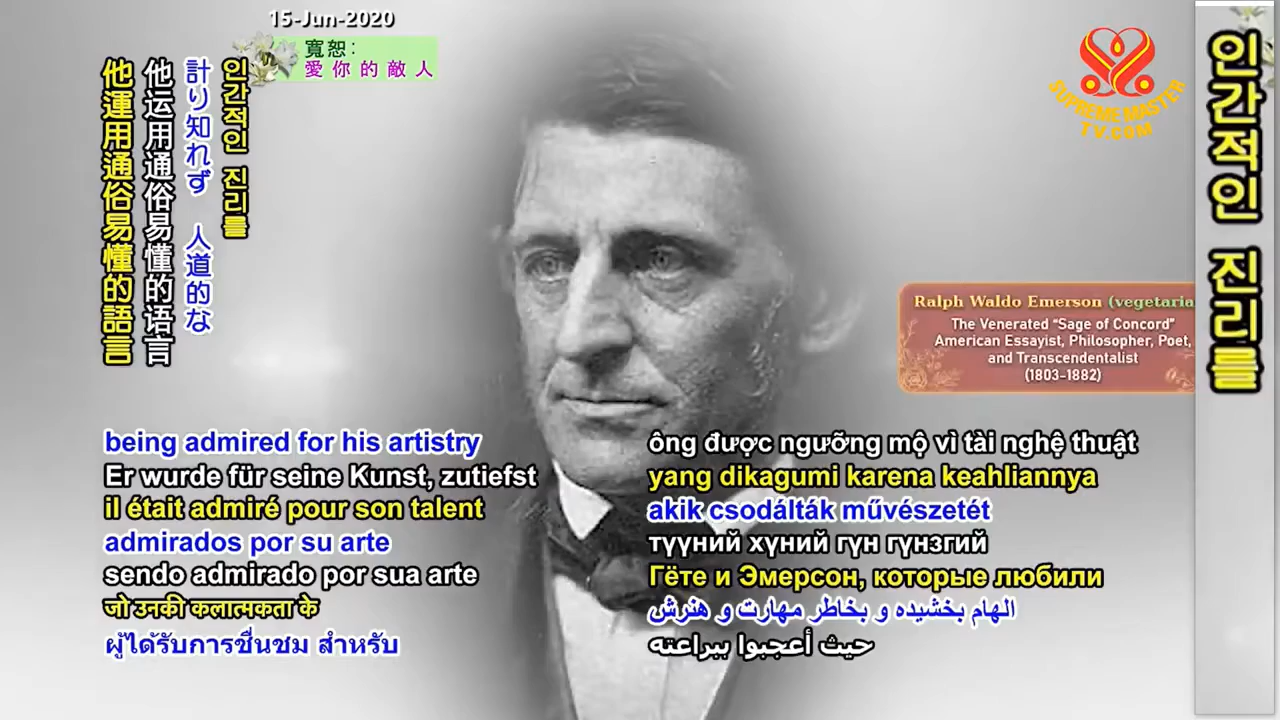 15-Jun-2020
寬恕：
愛你的敵人
SUPREME MASTER
TV.COM
인간적인 진리를
計り知れず 人道的な
他运用通俗易懂的语言
他運用通俗易懂的語言
인간적인 진리를
Ralph Waldo Emerson (vegetaria
The Venerated “Sage of Concord”
American Essayist, Philosopher, Poet,
and Transcendentalist
(1803-1882)
being admired for his artistry
Er wurde für seine Kunst, zutiefst
il était admiré pour son talent
admirados por su arte
sendo admirado por sua arte
जो उनकी कलात्मकता के
ผู้ได้รับการชื่นชม สำหรับ
ông được ngưỡng mộ vì tài nghệ thuật
yang dikagumi karena keahliannya
akik csodálták művészetét
түүний хүний гүн гүнзгий
Гёте и Эмерсон, которые любили
الهام بخشیده و بخاطر مهارت و هنرش
حيث أعجبوا ببراعته